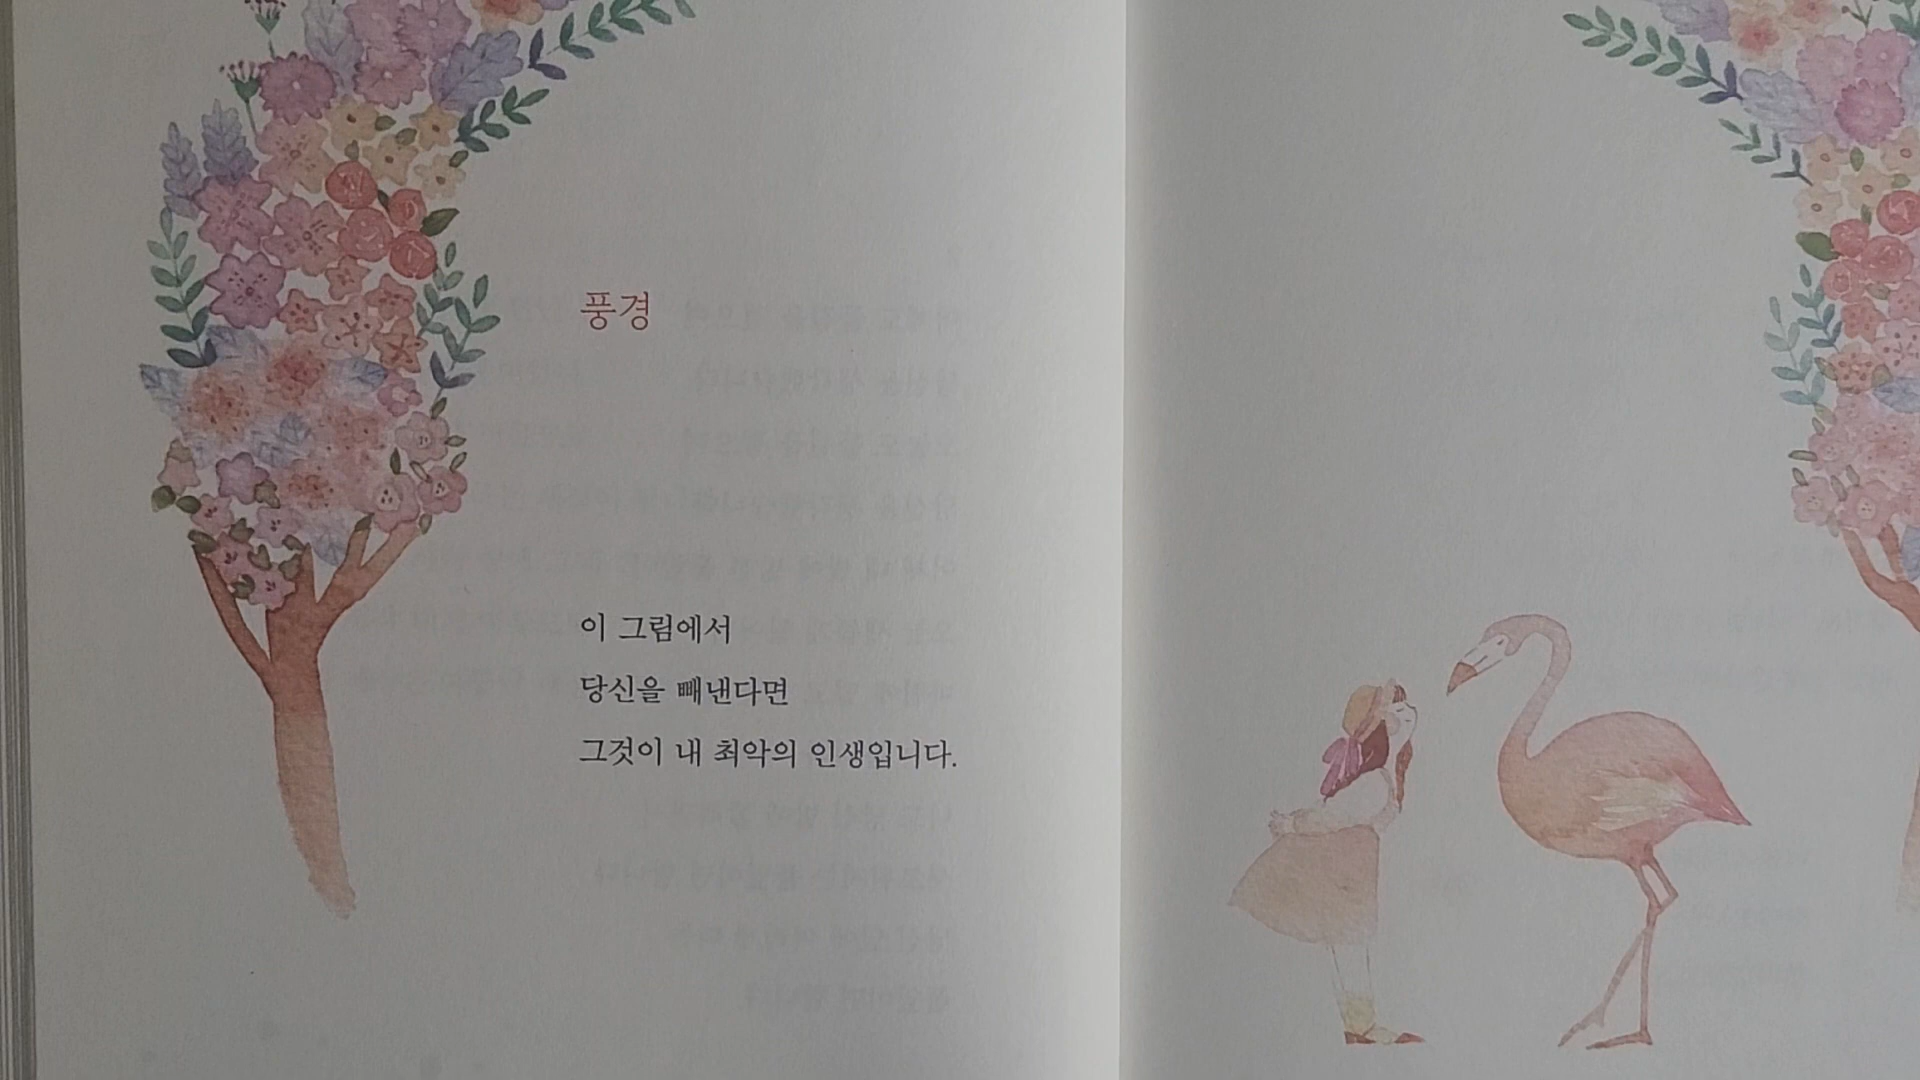 풍경
이 그림에서
당신을 빼낸다면
그것이 내 최악의 인생입니다.